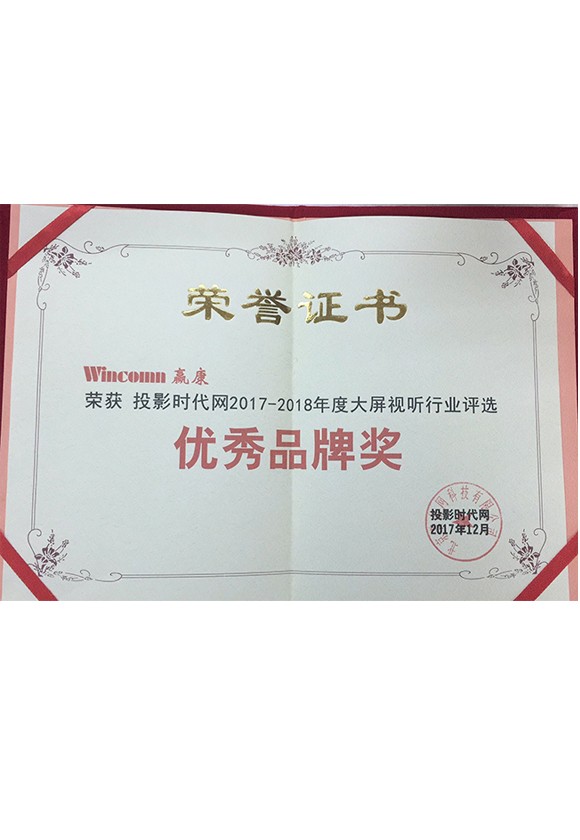 荣誉证书
Wincomn 赢康
荣获 投影时代网2017-2018年度大屏视听行业评选
优秀品牌奖
投影时代网
2017年12月